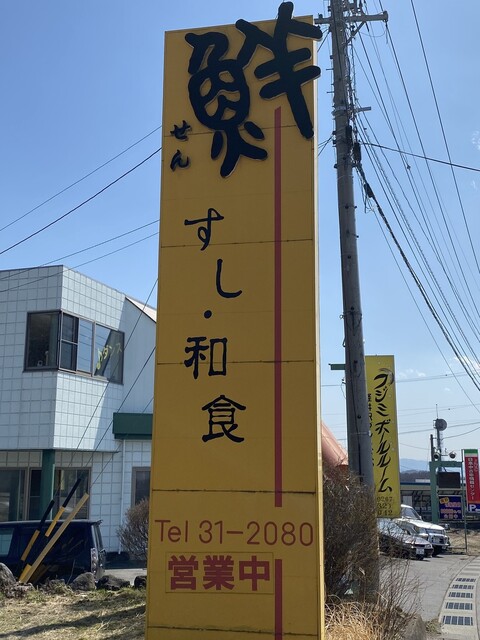 鮮
せん
すし・和食
Tel 31-2080
営業中
フジミボールルーム